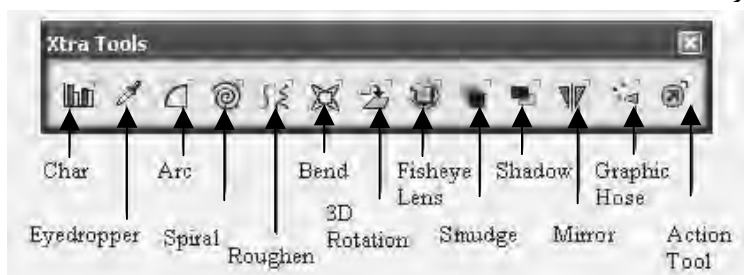 Xtra Tools
Char
Arc
Bend
Fisheye
Lens
Shadow
Graphic
Hose
Eyedropper
Spiral
Roughen
3D
Rotation
Smudge
Mirror
Action
Tool